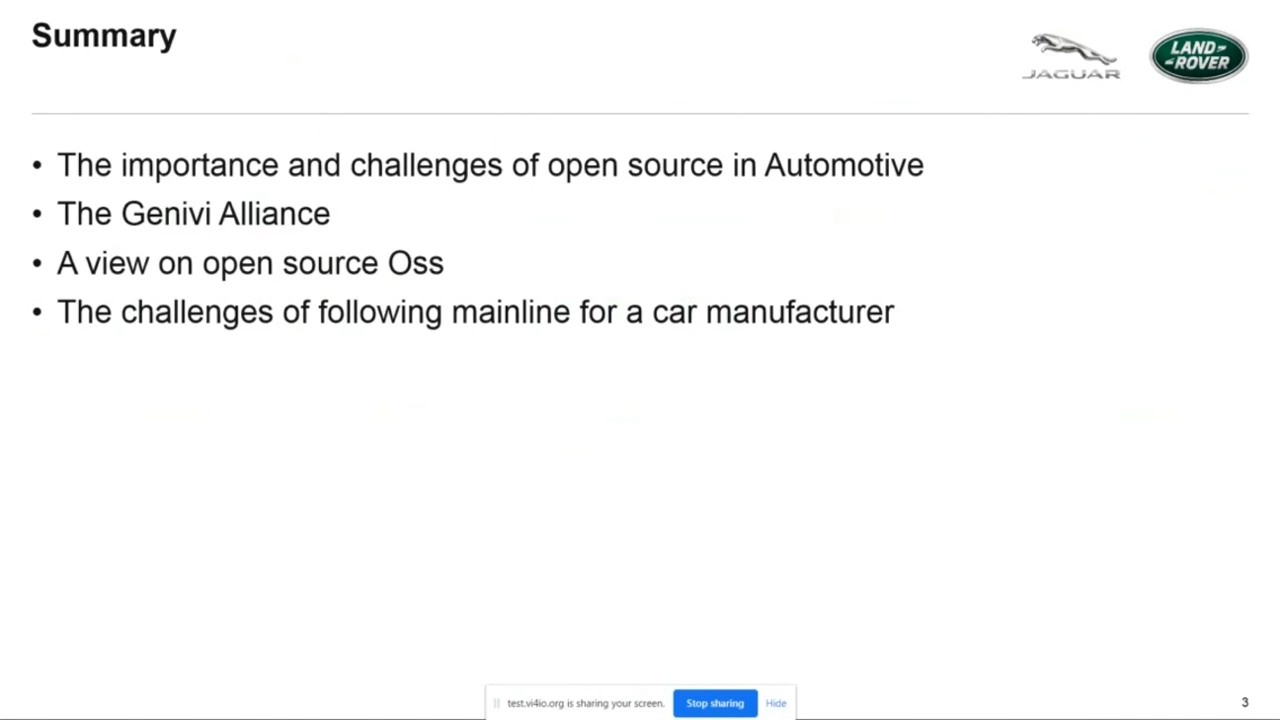 Summary
JAGUAR
LAND
ROVER
• The importance and challenges of open source in Automotive
• The Genivi Alliance
• A view on open source Oss
• The challenges of following mainline for a car manufacturer
test.vi4io.org is sharing your screen. Stop sharing Hide
3